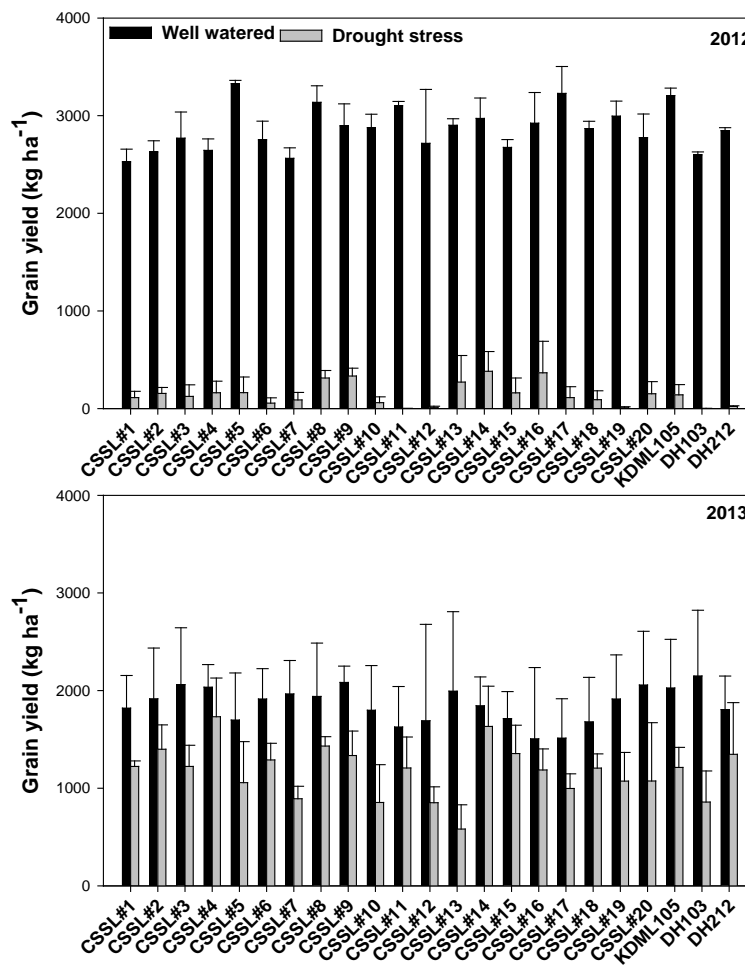 4000
Well watered Drought stress 2012
3000
2000
1000
0
Grain yield (kg ha⁻¹)
CSSL#1
CSSL#2
CSSL#3
CSSL#4
CSSL#5
CSSL#6
CSSL#7
CSSL#8
CSSL#9
CSSL#10
CSSL#11
CSSL#12
CSSL#13
CSSL#14
CSSL#15
CSSL#16
CSSL#17
CSSL#18
CSSL#19
CSSL#20
KDML105
DH103
DH212
4000
2013
3000
2000
1000
0
Grain yield (kg ha⁻¹)
CSSL#1
CSSL#2
CSSL#3
CSSL#4
CSSL#5
CSSL#6
CSSL#7
CSSL#8
CSSL#9
CSSL#10
CSSL#11
CSSL#12
CSSL#13
CSSL#14
CSSL#15
CSSL#16
CSSL#17
CSSL#18
CSSL#19
CSSL#20
KDML105
DH103
DH212